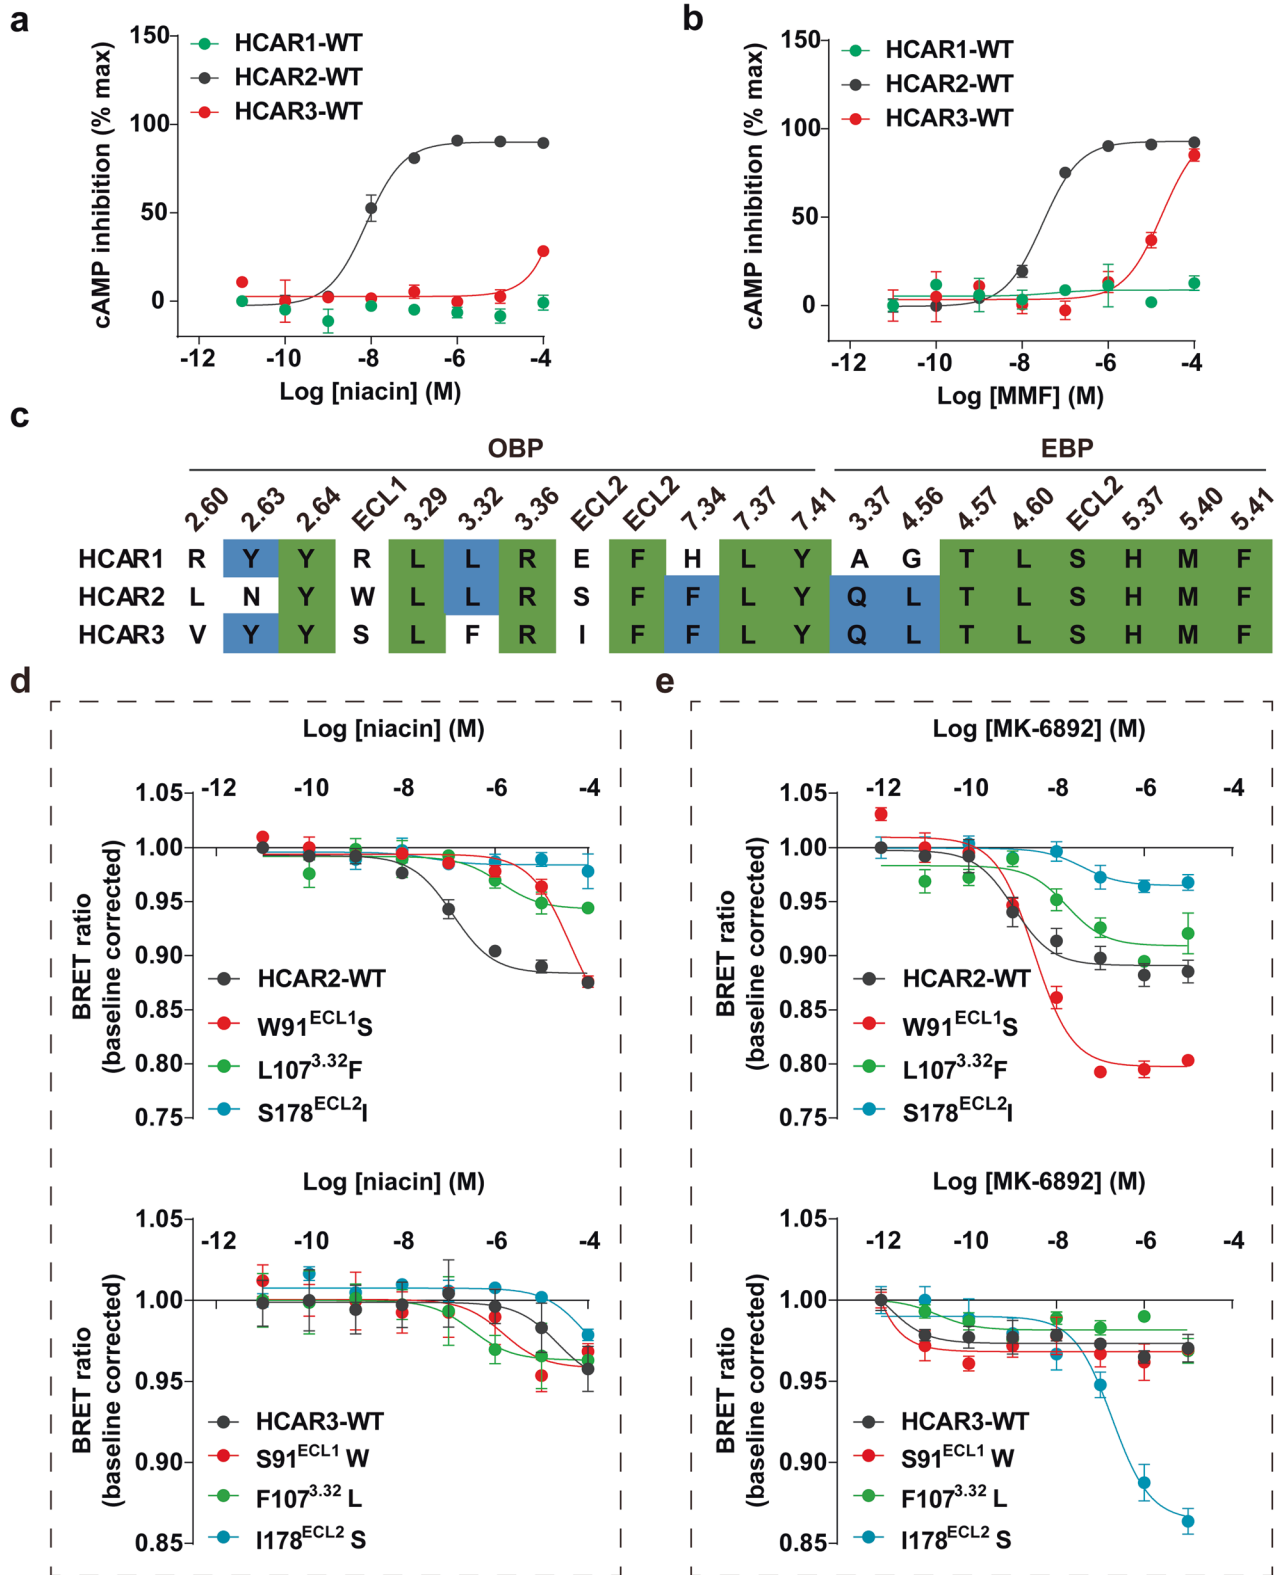 a
150
100
50
0
cAMP inhibition (% max)
HCAR1-WT
HCAR2-WT
HCAR3-WT
-12 -10 -8 -6 -4
Log [niacin] (M)
b
150
100
50
0
cAMP inhibition (% max)
HCAR1-WT
HCAR2-WT
HCAR3-WT
-12 -10 -8 -6 -4
Log [MMF] (M)
c
OBP EBP
2.60 2.63 2.64 ECL1 3.29 3.32 3.36 ECL2 ECL2 7.34 7.37 7.41 3.37 4.56 4.57 4.60 ECL2 5.37 5.40 5.41
HCAR1 R Y Y R L L R E F H L Y A G T L S H M F
HCAR2 L N Y W L L R S F F L Y Q L T L S H M F
HCAR3 V Y Y S L F R I F F L Y Q L T L S H M F
d
Log [niacin] (M)
-12 -10 -8 -6 -4
1.05
1.00
0.95
0.90
0.85
0.80
0.75
BRET ratio
(baseline corrected)
HCAR2-WT
W91ECL1S
L1073.32F
S178ECL2I
Log [niacin] (M)
-12 -10 -8 -6 -4
1.05
1.00
0.95
0.90
0.85
BRET ratio
(baseline corrected)
HCAR3-WT
S91ECL1 W
F1073.32 L
I178ECL2 S
e
Log [MK-6892] (M)
-12 -10 -8 -6 -4
1.05
1.00
0.95
0.90
0.85
0.80
0.75
BRET ratio
(baseline corrected)
HCAR2-WT
W91ECL1S
L1073.32F
S178ECL2I
Log [MK-6892] (M)
-12 -10 -8 -6 -4
1.05
1.00
0.95
0.90
0.85
BRET ratio
(baseline corrected)
HCAR3-WT
S91ECL1 W
F1073.32 L
I178ECL2 S